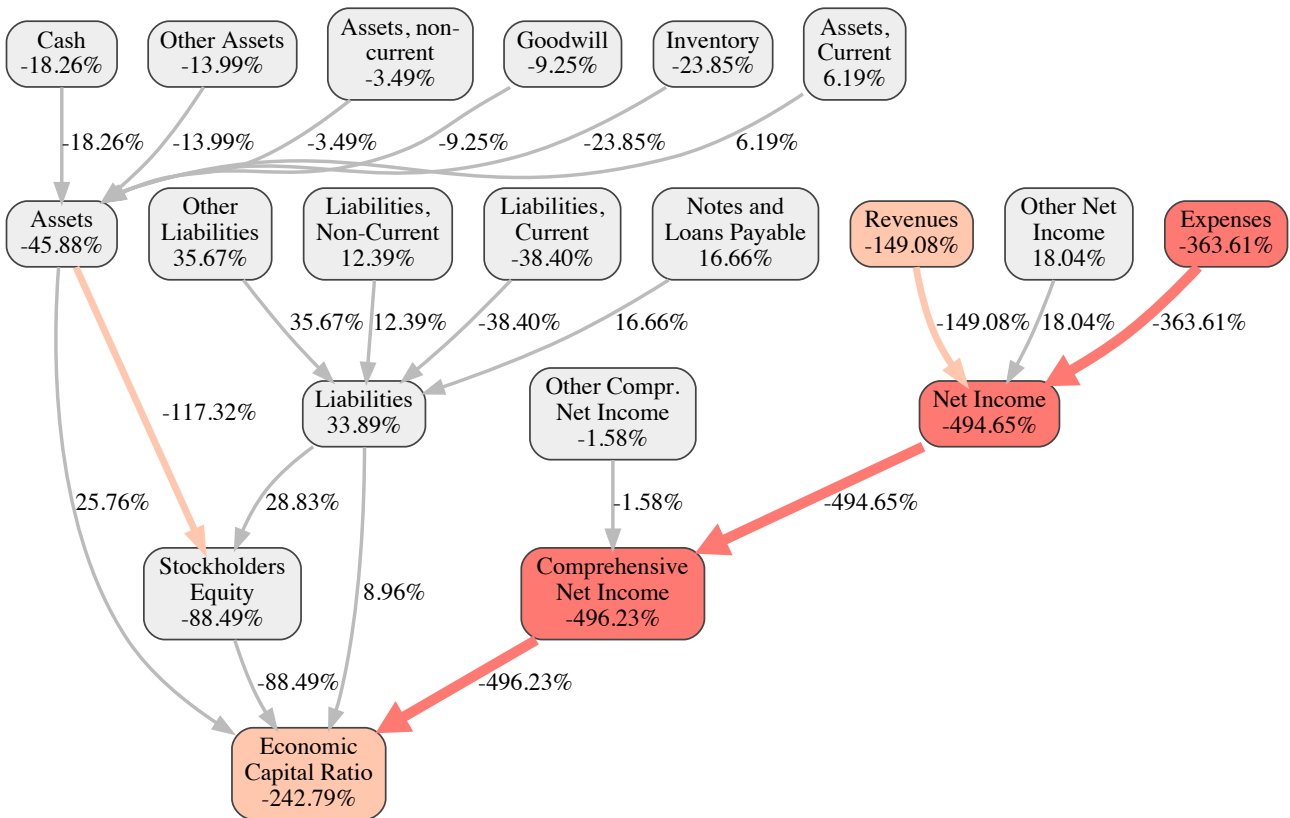 Cash
-18.26%
Other Assets
-13.99%
Assets, non-
current
-3.49%
Goodwill
-9.25%
Inventory
-23.85%
Assets,
Current
6.19%
-18.26%
-13.99%
-3.49%
-9.25%
-23.85%
6.19%
Assets
-45.88%
Other
Liabilities
35.67%
Liabilities,
Non-Current
12.39%
Liabilities,
Current
-38.40%
Notes and
Loans Payable
16.66%
Revenues
-149.08%
Other Net
Income
18.04%
Expenses
-363.61%
35.67%
12.39%
-38.40%
16.66%
-149.08%
18.04%
-363.61%
-117.32%
Liabilities
33.89%
Other Compr.
Net Income
-1.58%
Net Income
-494.65%
25.76%
28.83%
-1.58%
-494.65%
Stockholders
Equity
-88.49%
8.96%
Comprehensive
Net Income
-496.23%
-88.49%
-496.23%
Economic
Capital Ratio
-242.79%